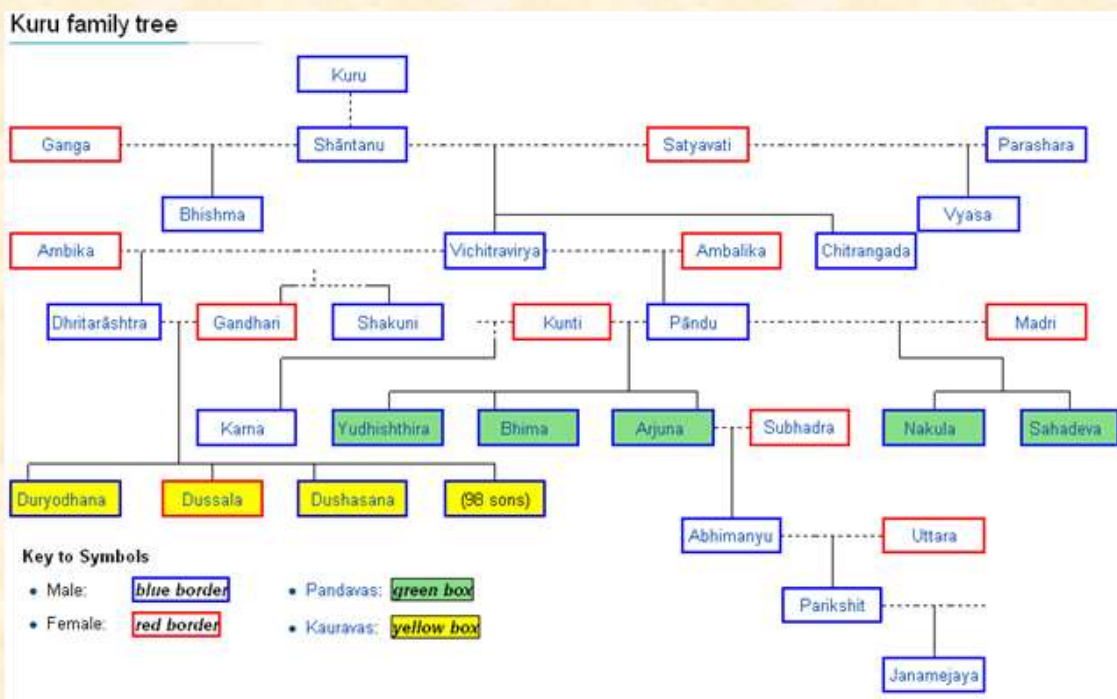 Kuru family tree
Kuru
Ganga Shāntanu Satyavati Parashara
Bhishma Vyasa
Ambika Vichitravirya Ambalika Chitrangada
Dhritarāshtra Gandhari Shakuni Kunti Pāndu Madri
Karna Yudhishthira Bhima Arjuna Subhadra Nakula Sahadeva
Duryodhana Dussala Dushasana (98 sons)
Abhimanyu Uttara
Key to Symbols
• Male: blue border • Pandavas: green box
Parikshit
• Female: red border • Kauravas: yellow box
Janamejaya